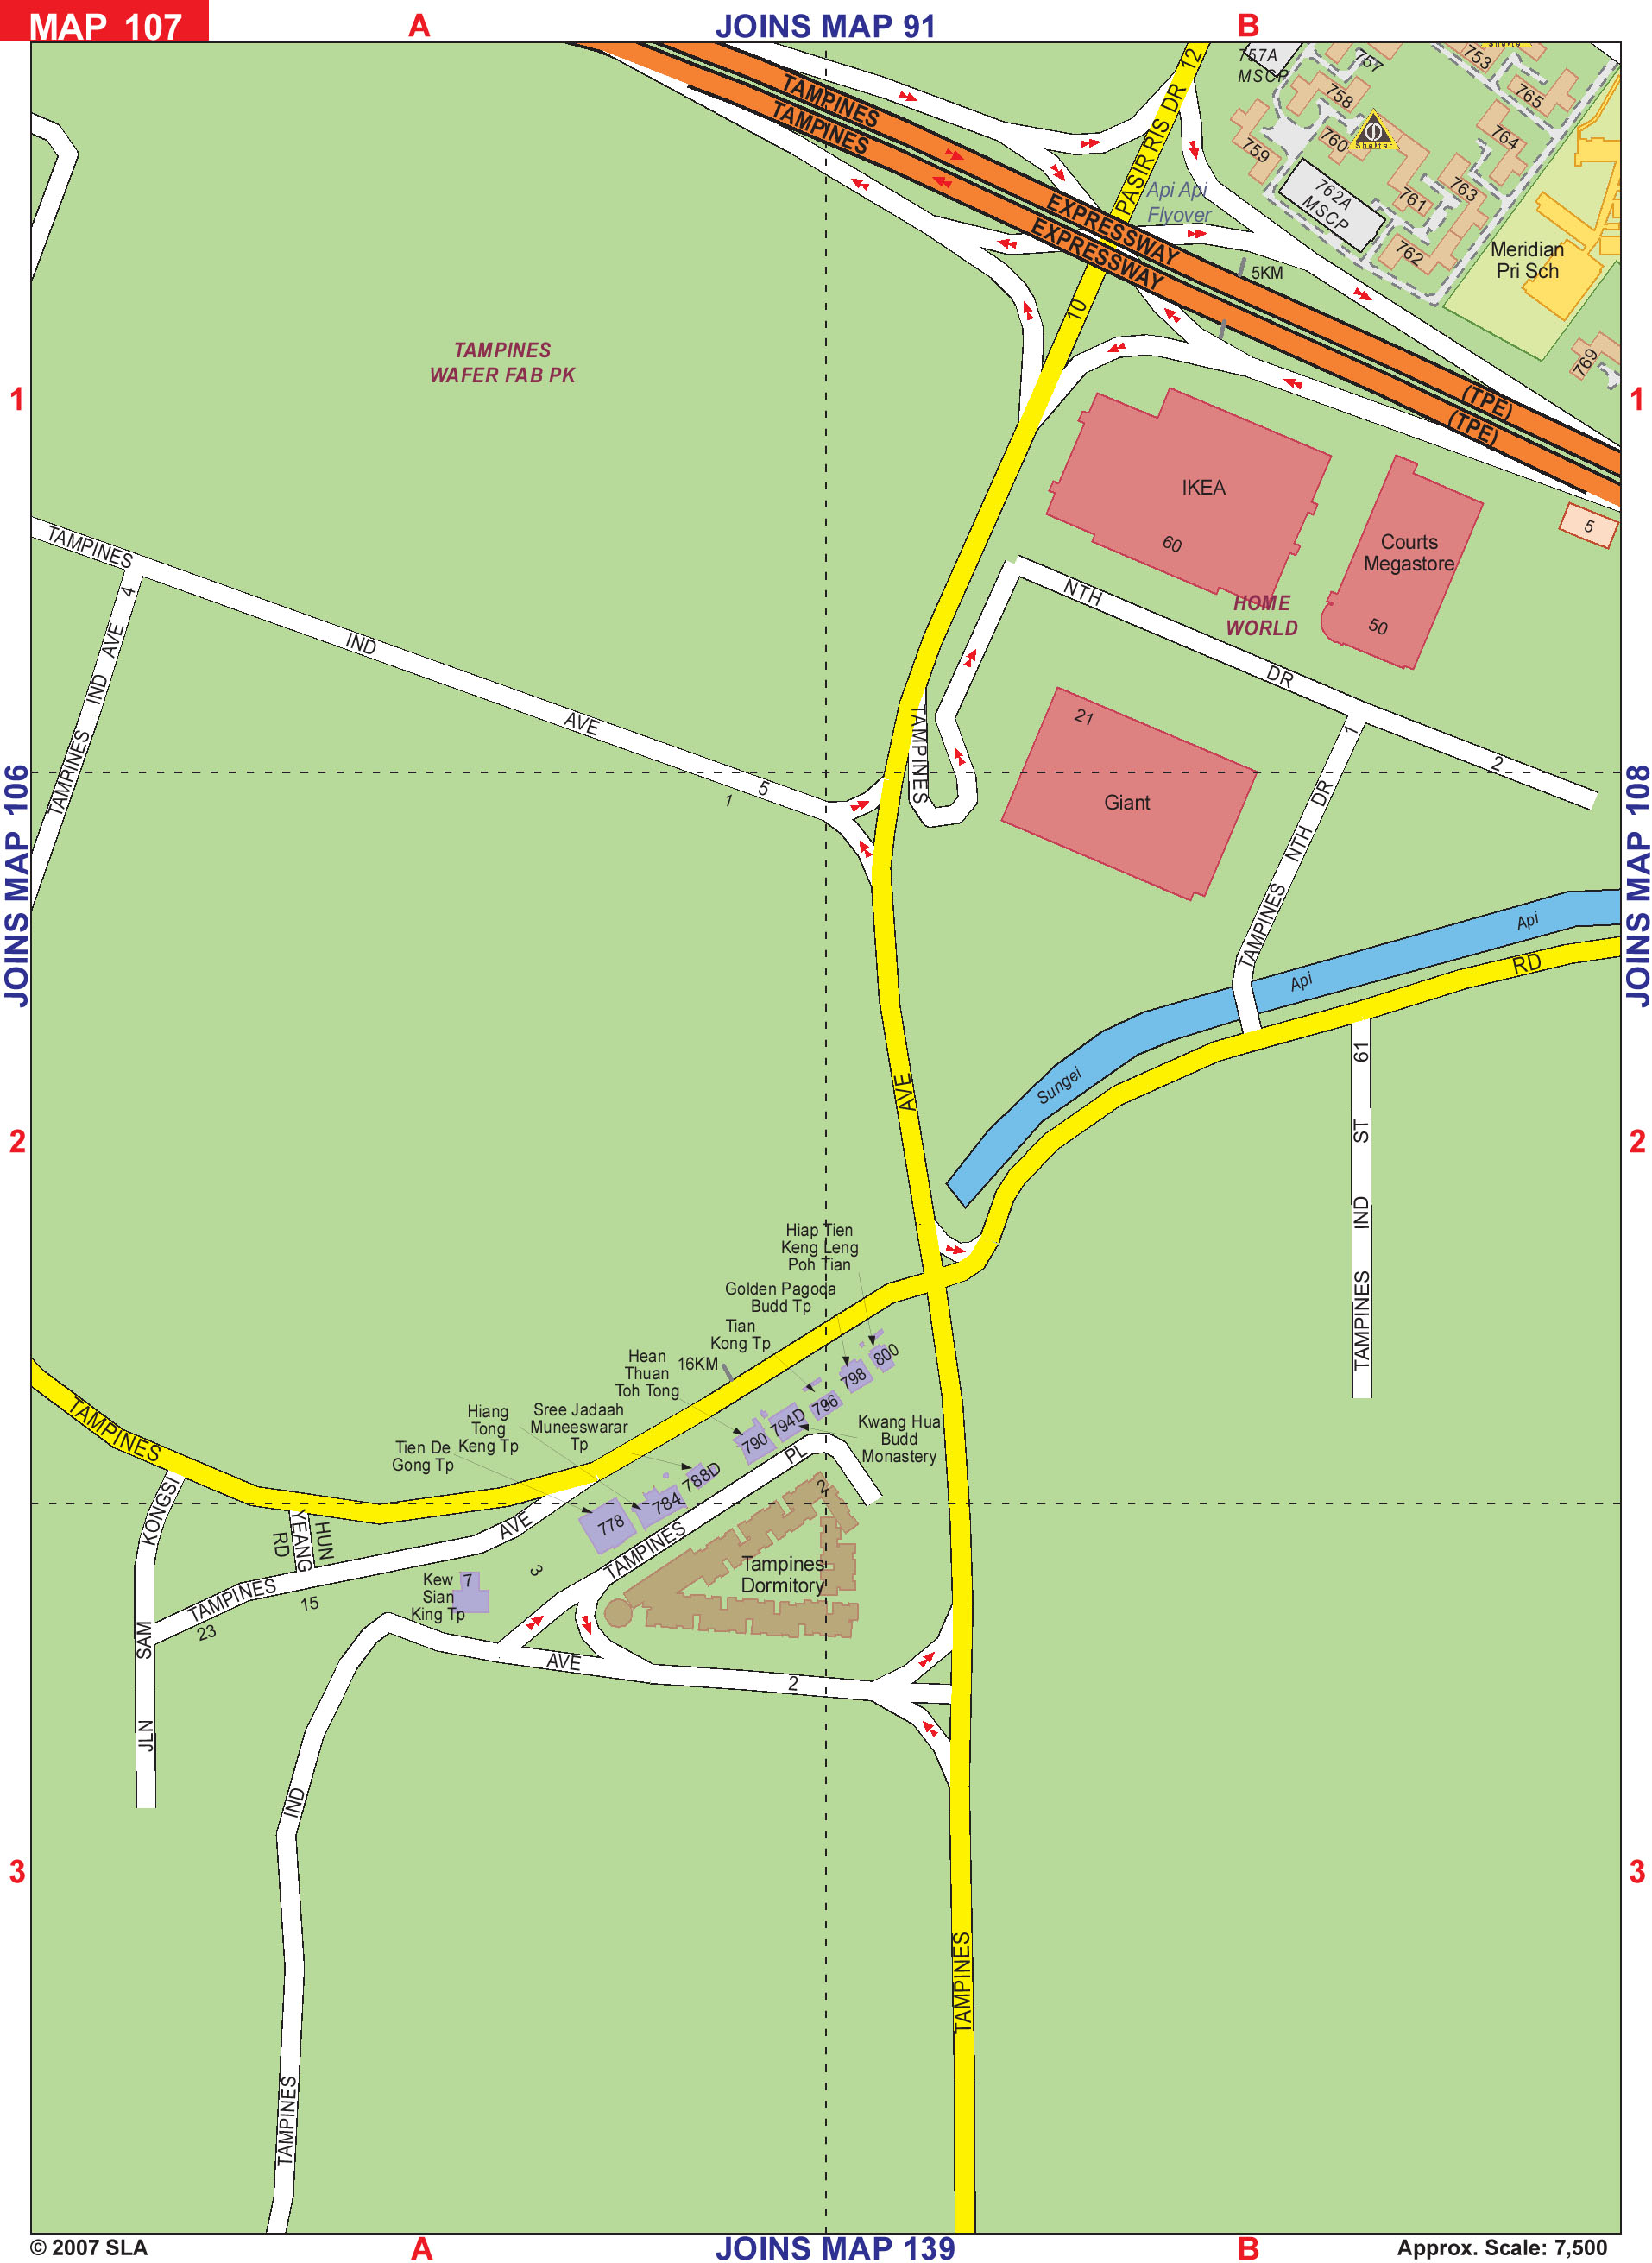 MAP 107
A
JOINS MAP 91
B
757A
MSCP
757
753
Shelter
758
765
759
760
Shelter
764
762A
MSCP
761
763
762
Meridian
Pri Sch
769
TAMPINES
TAMPINES
EXPRESSWAY
EXPRESSWAY
(TPE)
(TPE)
PASIR RIS DR 12
Api Api
Flyover
5KM
10
TAMPINES
WAFER FAB PK
1
1
IKEA
60
Courts
Megastore
50
5
HOME
WORLD
TAMPINES
IND
AVE
5
1
TAMPINES IND AVE 4
TAMPINES
NTH
DR
2
21
Giant
TAMPINES NTH DR 1
JOINS MAP 106
JOINS MAP 108
Sungei
Api
Api
RD
AVE
2
2
TAMPINES IND ST 61
Hiap Tien
Keng Leng
Poh Tian
Golden Pagoda
Budd Tp
Tian
Kong Tp
Hean
Thuan
Toh Tong
16KM
Hiang
Tong
Keng Tp
Sree Jadaah
Muneeswarar
Tp
Tien De
Gong Tp
Kwang Hua
Budd
Monastery
800
798
796
794D
790
788D
784
778
TAMPINES
KONGSI
SAM
JLN
YEANG
HUN
RD
TAMPINES
AVE
3
15
23
Kew
Sian
King Tp
7
TAMPINES
PL
2
Tampines
Dormitory
AVE
2
IND
TAMPINES
TAMPINES
3
3
© 2007 SLA
A
JOINS MAP 139
B
Approx. Scale: 7,500